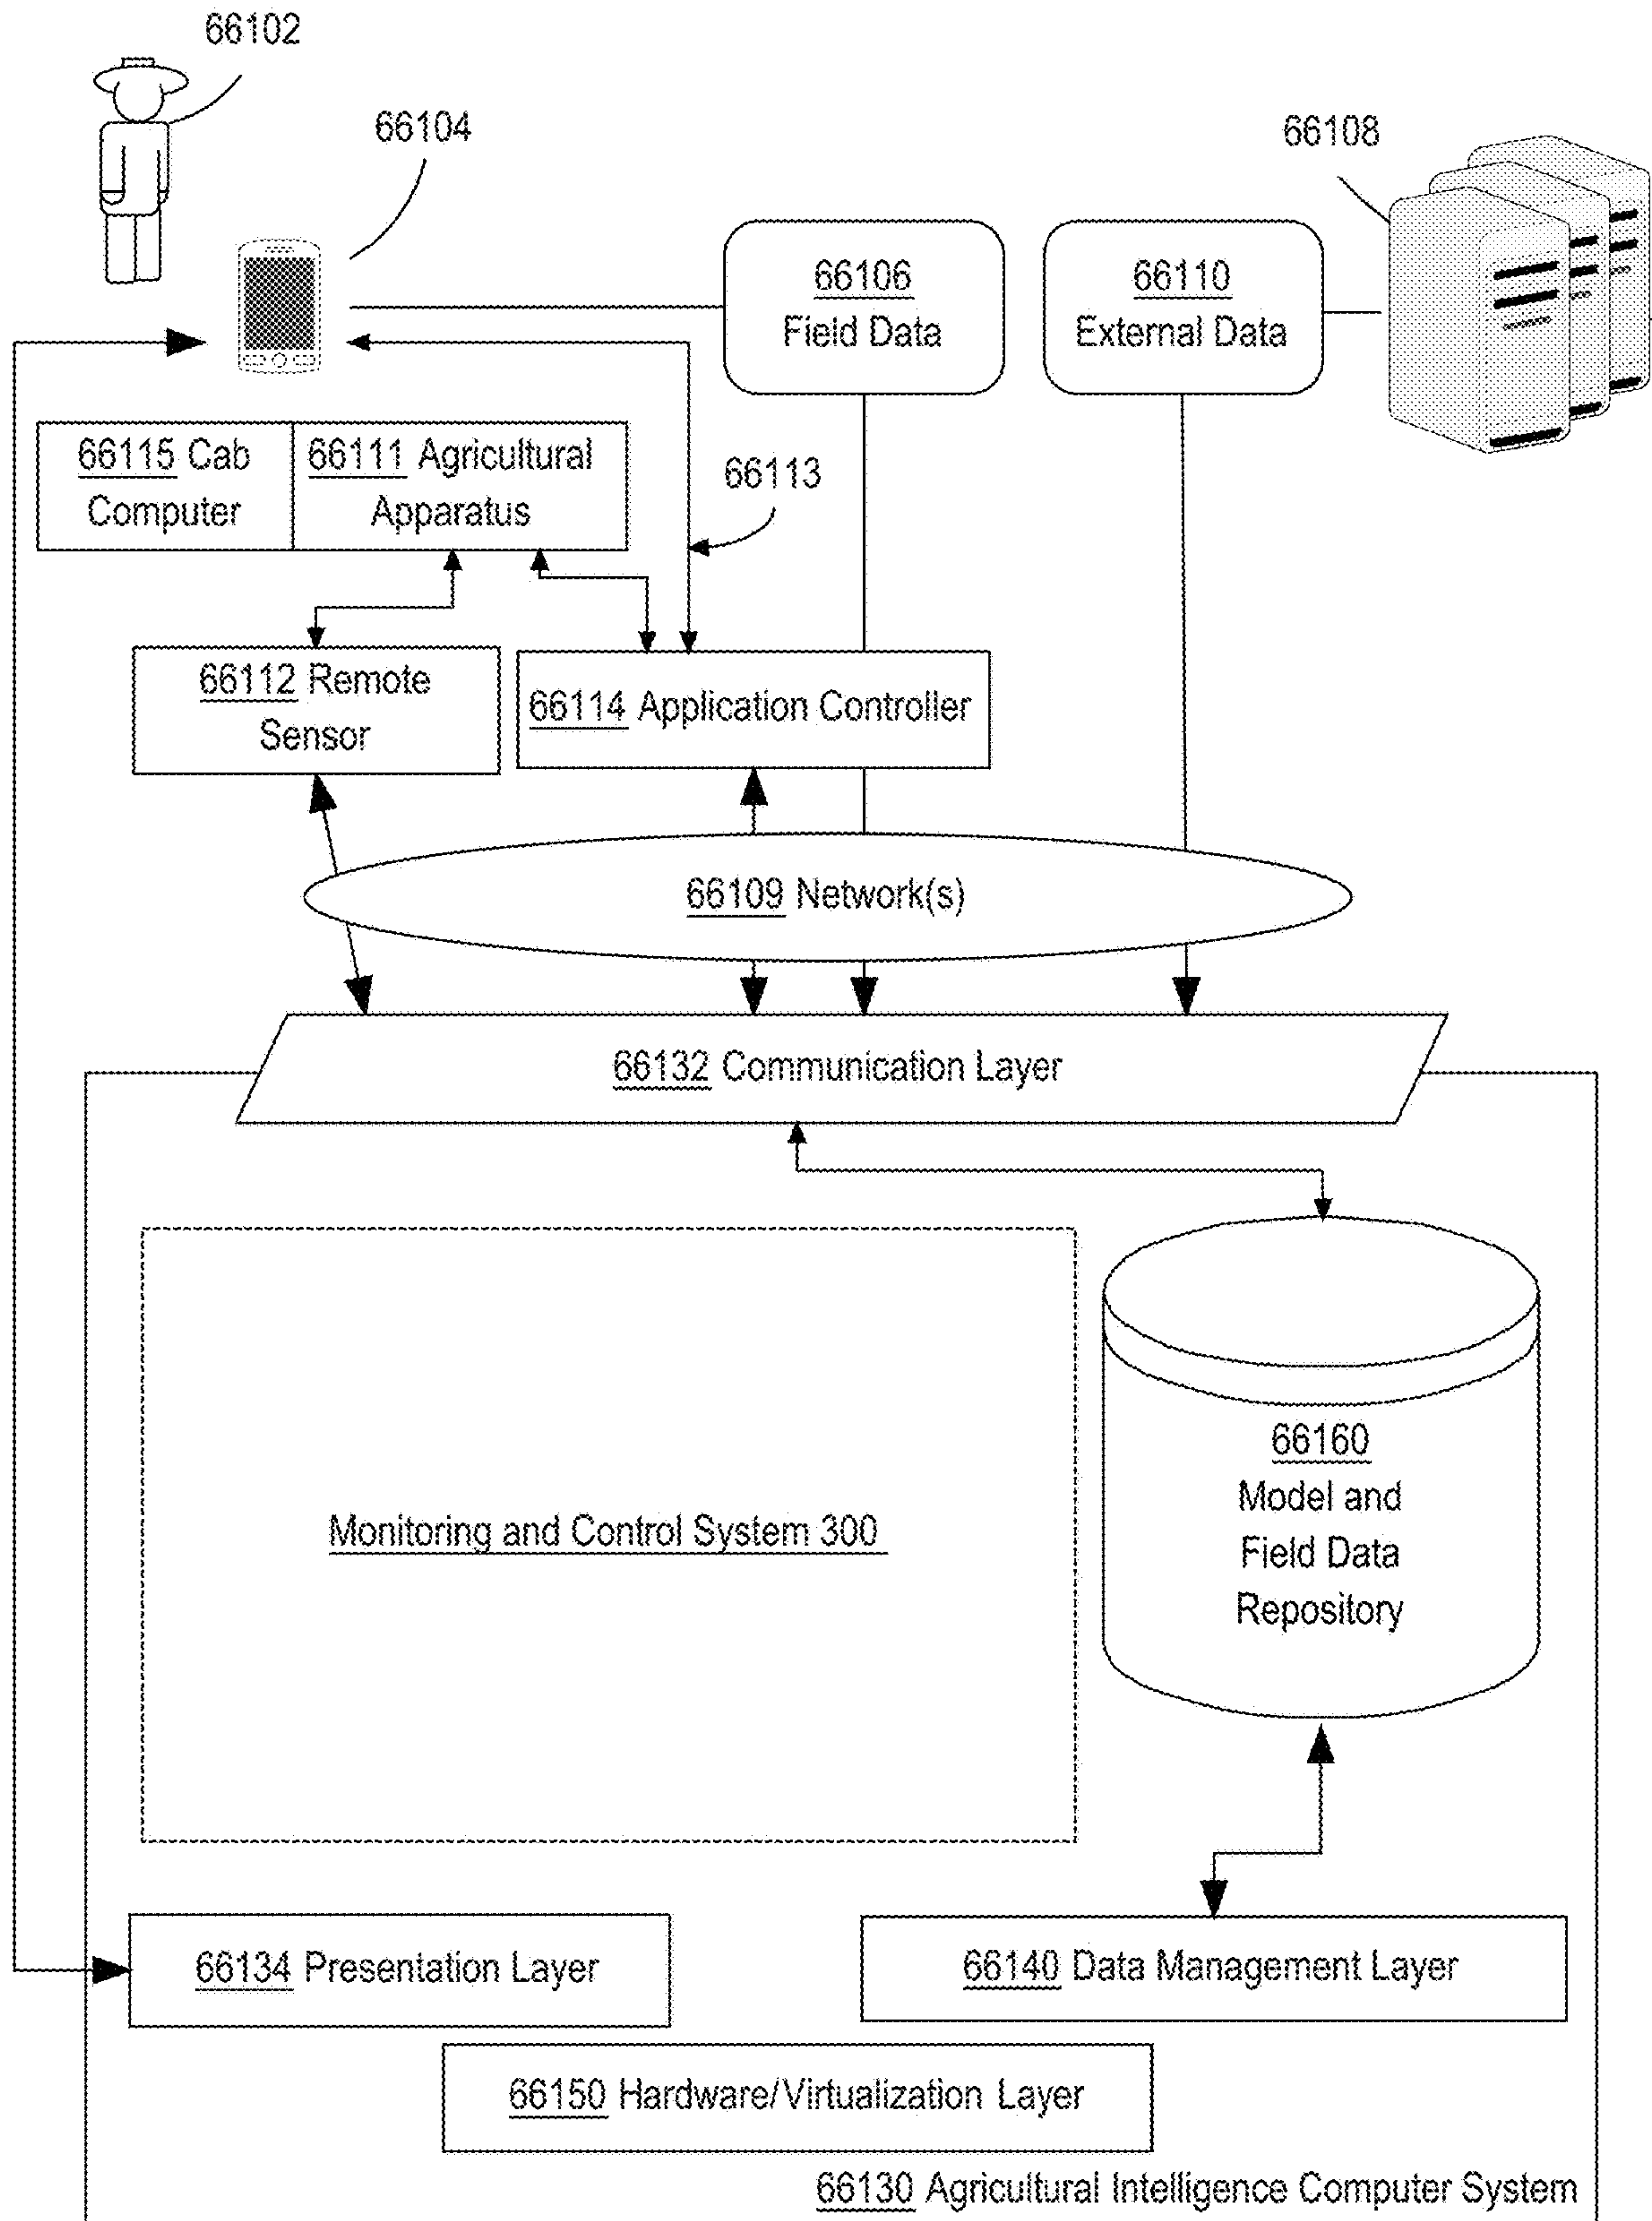 66102
66104
66108
66106
Field Data
66110
External Data
66115 Cab
Computer
66111 Agricultural
Apparatus
66113
66112 Remote
Sensor
66114 Application Controller
66109 Network(s)
66132 Communication Layer
66160
Model and
Field Data
Repository
Monitoring and Control System 300
66134 Presentation Layer
66140 Data Management Layer
66150 Hardware/Virtualization Layer
66130 Agricultural Intelligence Computer System